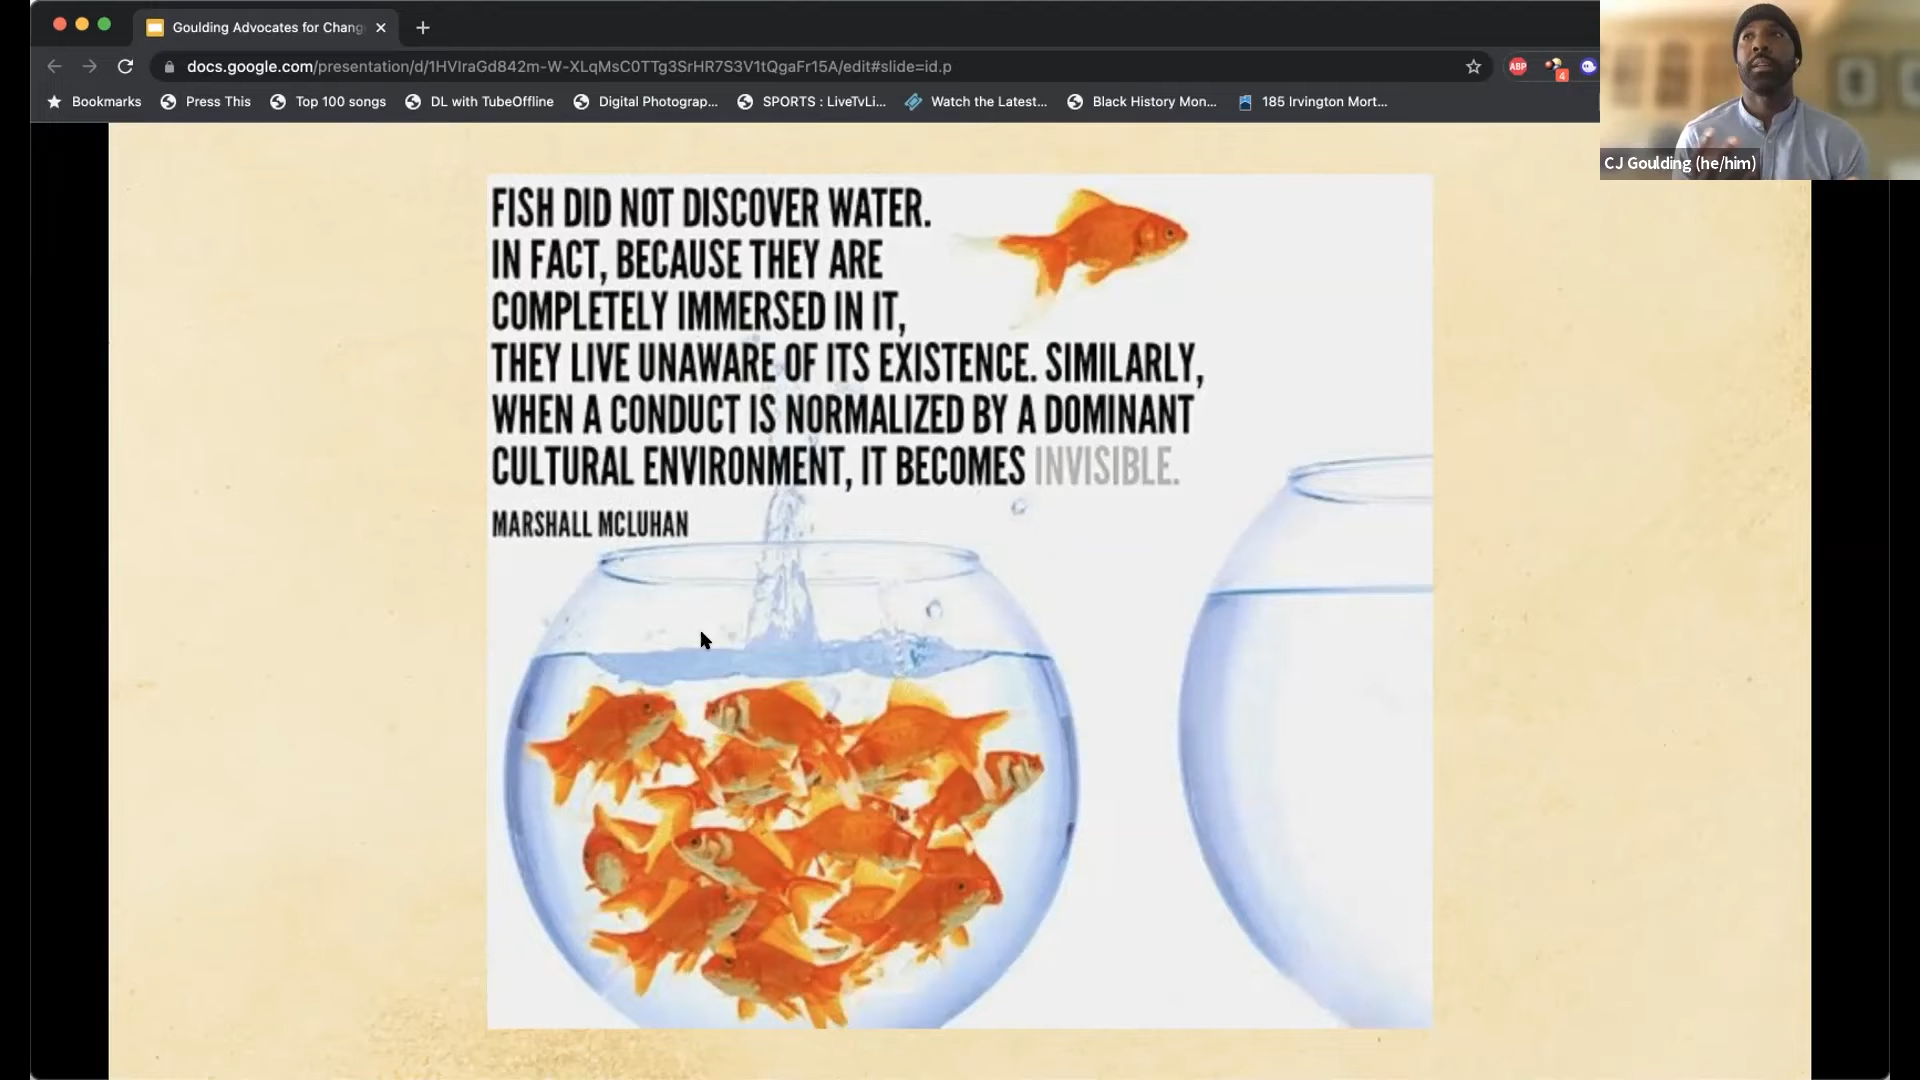 Goulding Advocates for Chang
docs.google.com/presentation/d/1HVIraGd842m-W-XLqMsC0TTg3SrHR7S3V1tQgaFr15A/edit#slide=id.p
ABP
4
Bookmarks Press This Top 100 songs DL with TubeOffline Digital Photograp... SPORTS : LiveTvLi... Watch the Latest... Black History Mon... 185 Irvington Mort...
CJ Goulding (he/him)
FISH DID NOT DISCOVER WATER.
IN FACT, BECAUSE THEY ARE
COMPLETELY IMMERSED IN IT,
THEY LIVE UNAWARE OF ITS EXISTENCE. SIMILARLY,
WHEN A CONDUCT IS NORMALIZED BY A DOMINANT
CULTURAL ENVIRONMENT, IT BECOMES INVISIBLE.
MARSHALL MCLUHAN